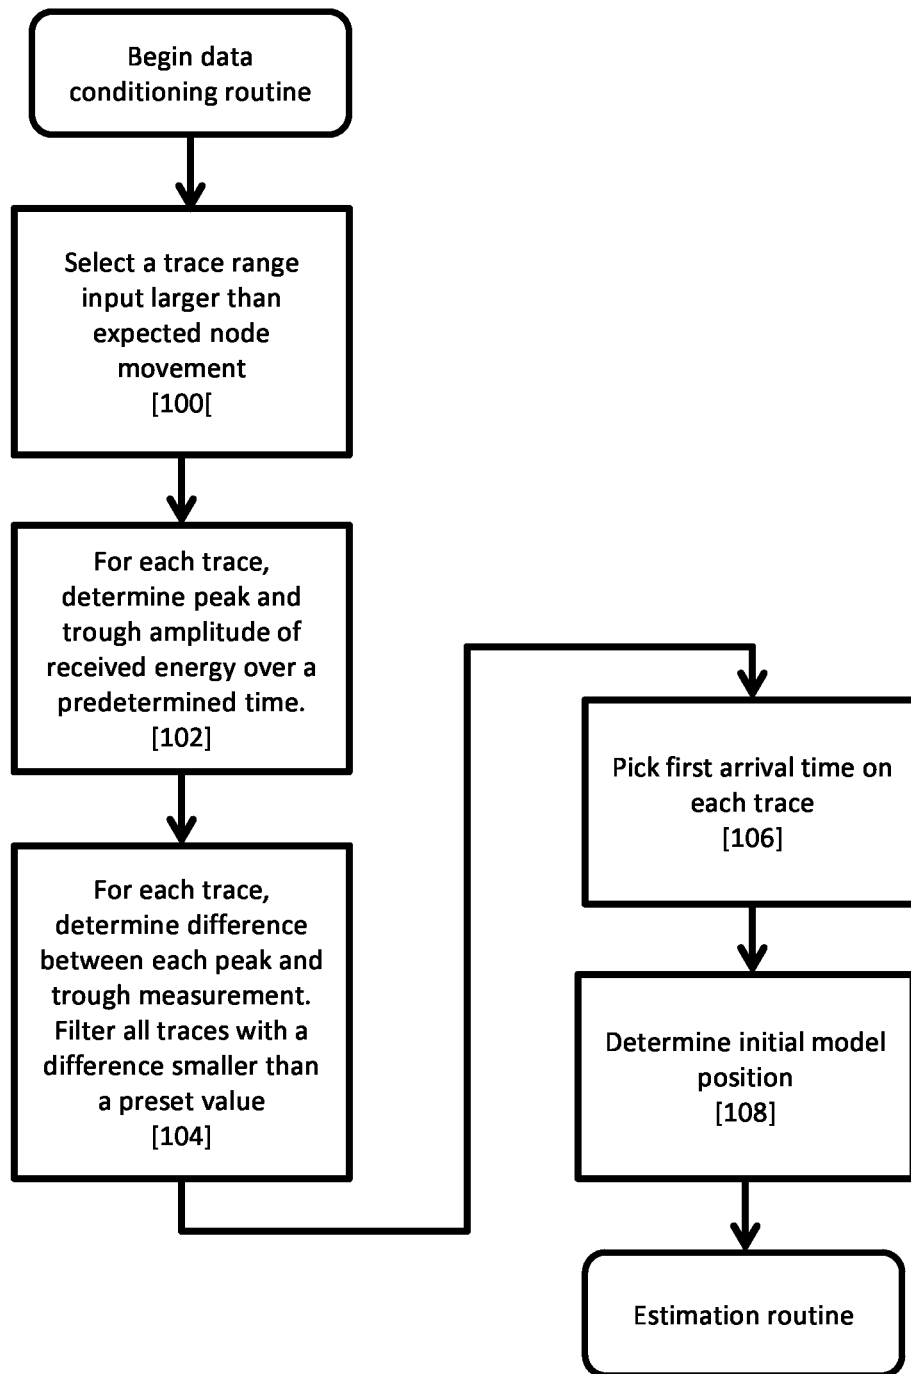 Begin data
conditioning routine
Select a trace range
input larger than
expected node
movement
[100[
For each trace,
determine peak and
trough amplitude of
received energy over a
predetermined time.
[102]
For each trace,
determine difference
between each peak and
trough measurement.
Filter all traces with a
difference smaller than
a preset value
[104]
Pick first arrival time on
each trace
[106]
Determine initial model
position
[108]
Estimation routine